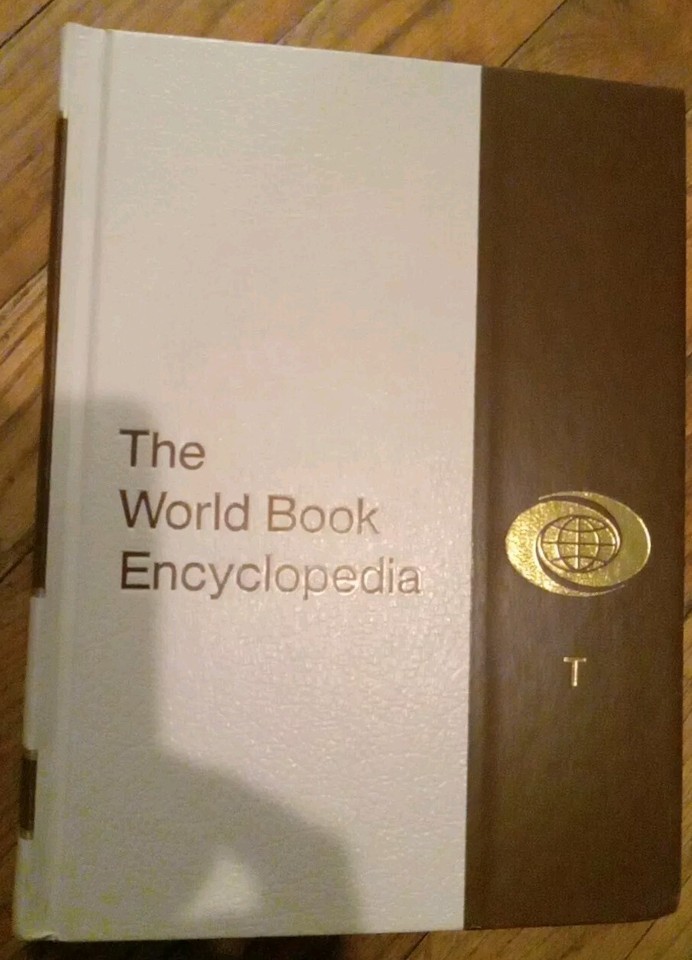 The
World Book
Encyclopedia
T